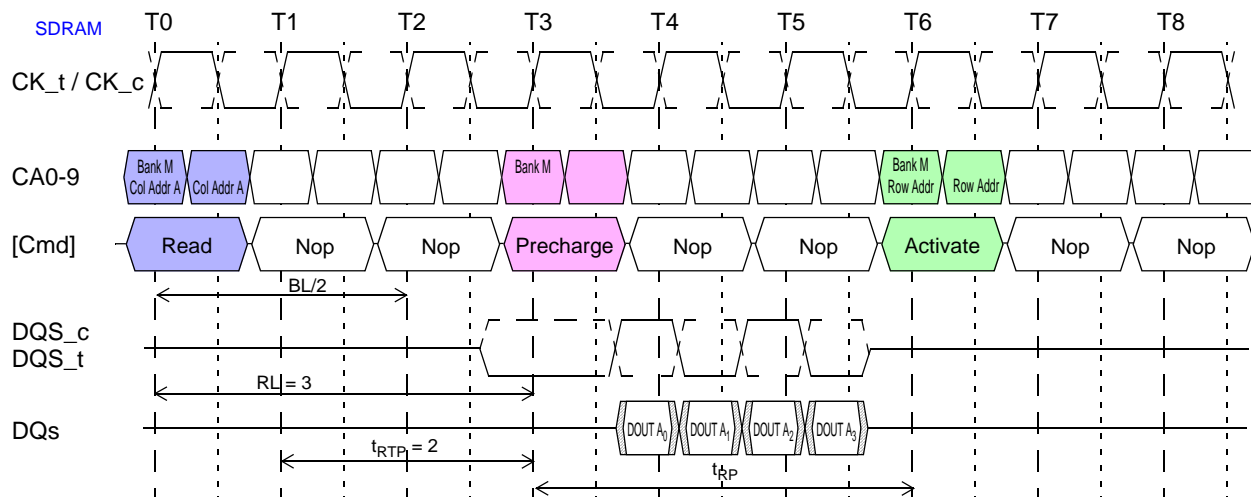 SDRAM
T0 T1 T2 T3 T4 T5 T6 T7 T8
CK_t / CK_c
CA0-9
Bank M
Col Addr A
Col Addr A
Bank M
Bank M
Row Addr
Row Addr
[Cmd] Read Nop Nop Precharge Nop Nop Activate Nop Nop
BL/2
DQS_c
DQS_t
RL = 3
DQs DOUT A0 DOUT A1 DOUT A2 DOUT A3
tRTP = 2
tRP